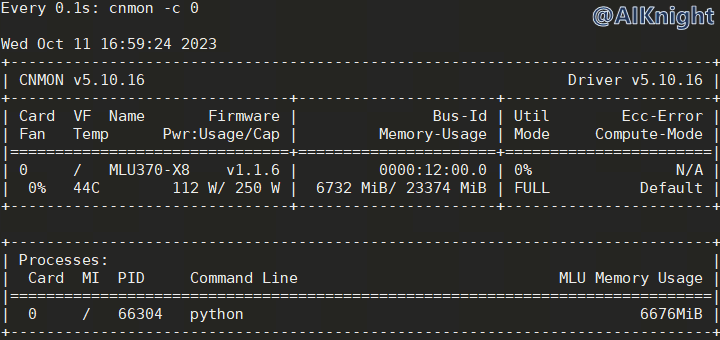 Every 0.1s: cnmon -c 0
@AIKnight
Wed Oct 11 16:59:24 2023
+------------------------------------------------------------------------------+
| CNMON v5.10.16                                               Driver v5.10.16 |
+-------------------------------+----------------------+-----------------------+
| Card  VF  Name       Firmware |               Bus-Id | Util        Ecc-Error |
| Fan   Temp      Pwr:Usage/Cap |         Memory-Usage | Mode     Compute-Mode |
|===============================+======================+=======================|
| 0     /   MLU370-X8    v1.1.6 |         0000:12:00.0 | 0%                N/A |
|  0%   44C        112 W/ 250 W | 6732 MiB/ 23374 MiB | FULL          Default |
+-------------------------------+----------------------+-----------------------+
+------------------------------------------------------------------------------+
| Processes:                                                                   |
|  Card  MI  PID     Command Line                             MLU Memory Usage |
|==============================================================================|
|  0     /   66304   python                                            6676MiB |
+------------------------------------------------------------------------------+